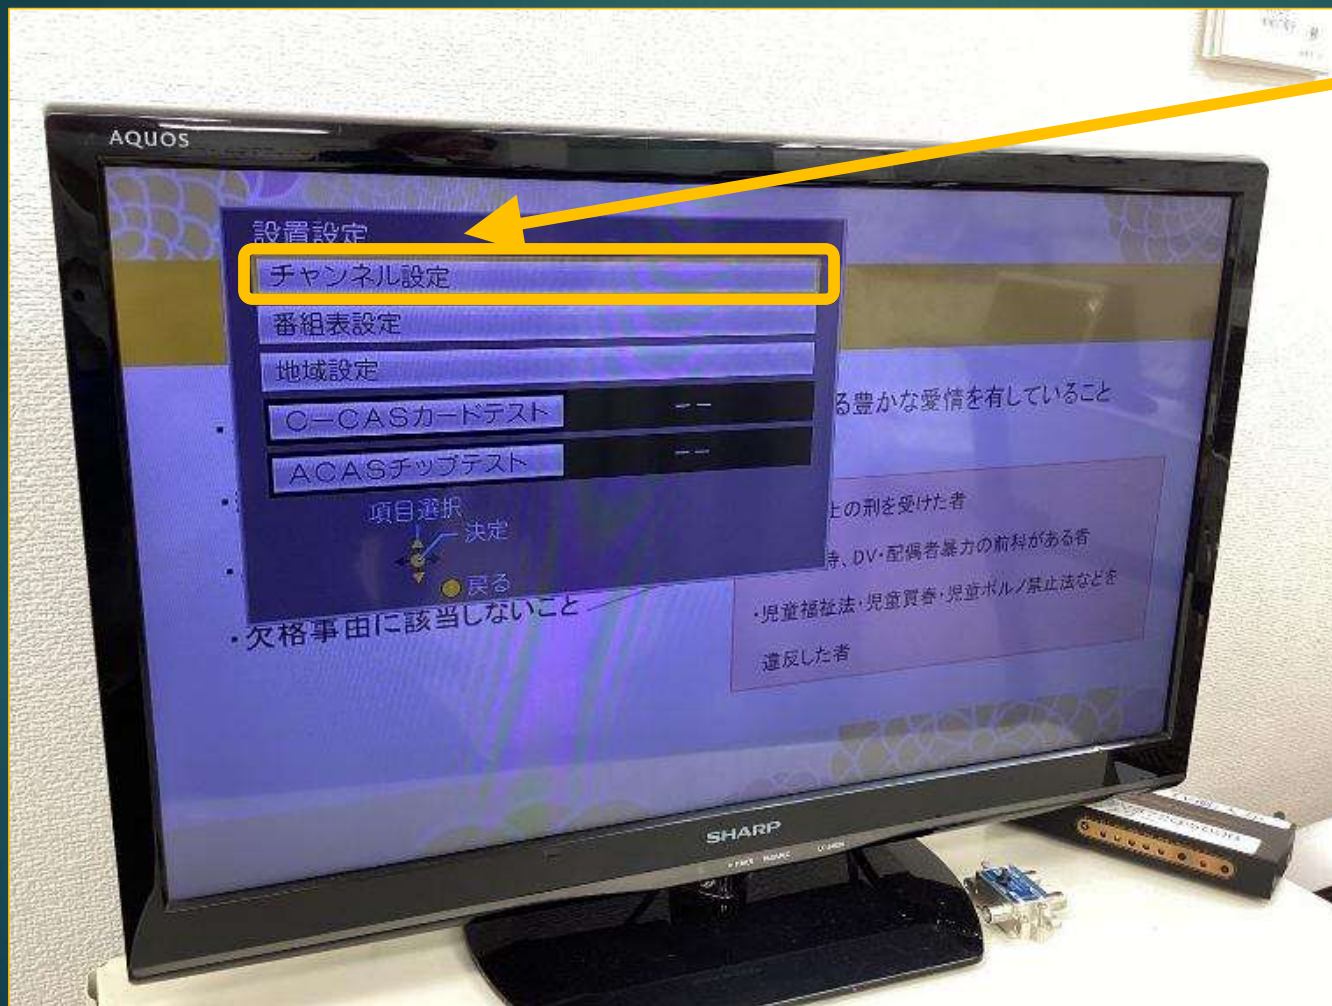 AQUOS
設置設定
チャンネル設定
番組表設定
地域設定
C-CASカードテスト --
ACASチップテスト --
項目選択
決定
戻る
る豊かな愛情を有していること
上の刑を受けた者
待、DV・配偶者暴力の前科がある者
・児童福祉法・児童買春・児童ポルノ禁止法などを
違反した者
・欠格事由に該当しないこと
SHARP